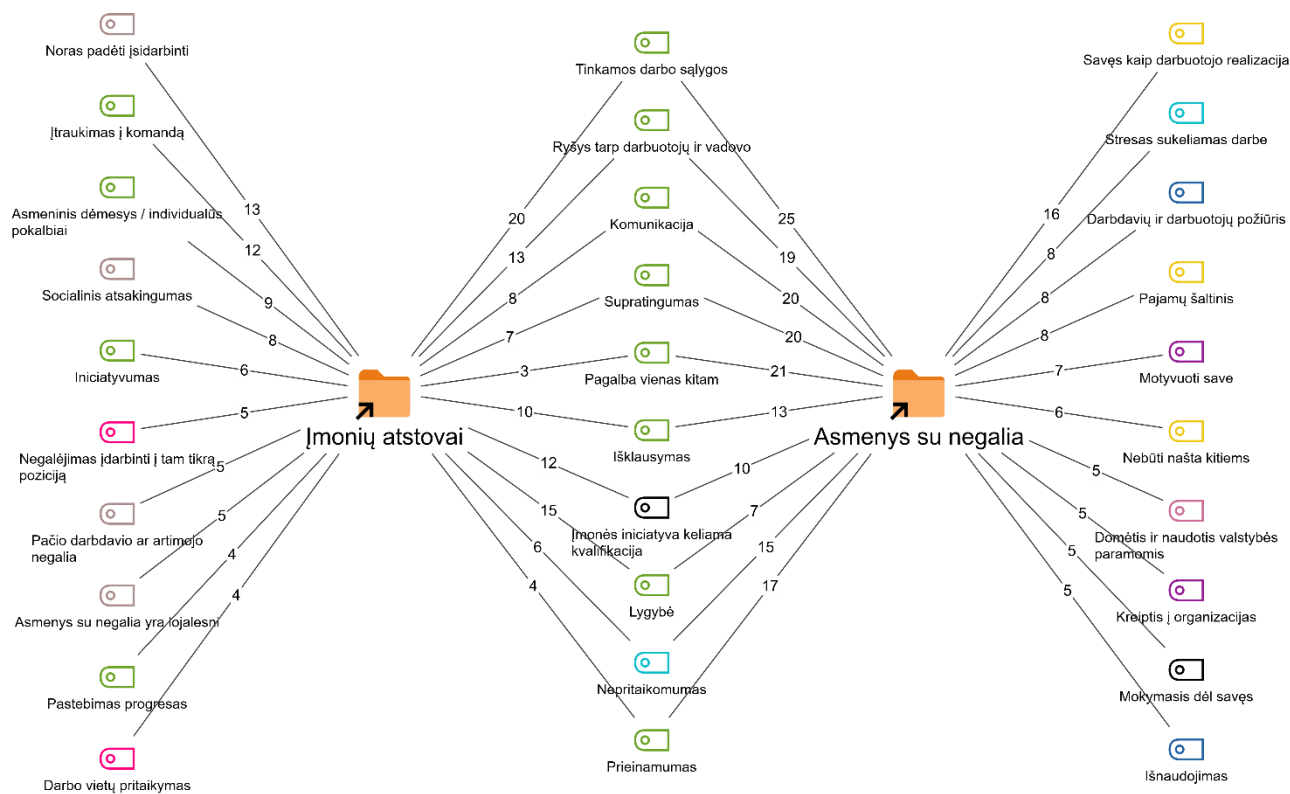 Noras padėti įsidarbinti
Įtraukimas į komandą
Asmeninis dėmesys / individualūs
pokalbiai
Socialinis atsakingumas
Iniciatyvumas
Negalėjimas įdarbinti į tam tikrą
poziciją
Pačio darbdavio ar artimojo
negalia
Asmenys su negalia yra lojalesni
Pastebimas progresas
Darbo vietų pritaikymas
13
12
9
8
6
5
5
5
4
4
Įmonių atstovai
20
13
8
7
3
10
12
15
6
4
Tinkamos darbo sąlygos
Ryšys tarp darbuotojų ir vadovo
Komunikacija
Supratingumas
Pagalba vienas kitam
Išklausymas
Įmonės iniciatyva keliama
kvalifikacija
Lygybė
Nepritaikomumas
Prieinamumas
25
19
20
20
21
13
10
7
15
17
Asmenys su negalia
16
8
8
8
7
6
5
5
5
5
Savęs kaip darbuotojo realizacija
Stresas sukeliamas darbe
Darbdavių ir darbuotojų požiūris
Pajamų šaltinis
Motyvuoti save
Nebūti našta kitiems
Domėtis ir naudotis valstybės
paramomis
Kreiptis į organizacijas
Mokymasis dėl savęs
Išnaudojimas